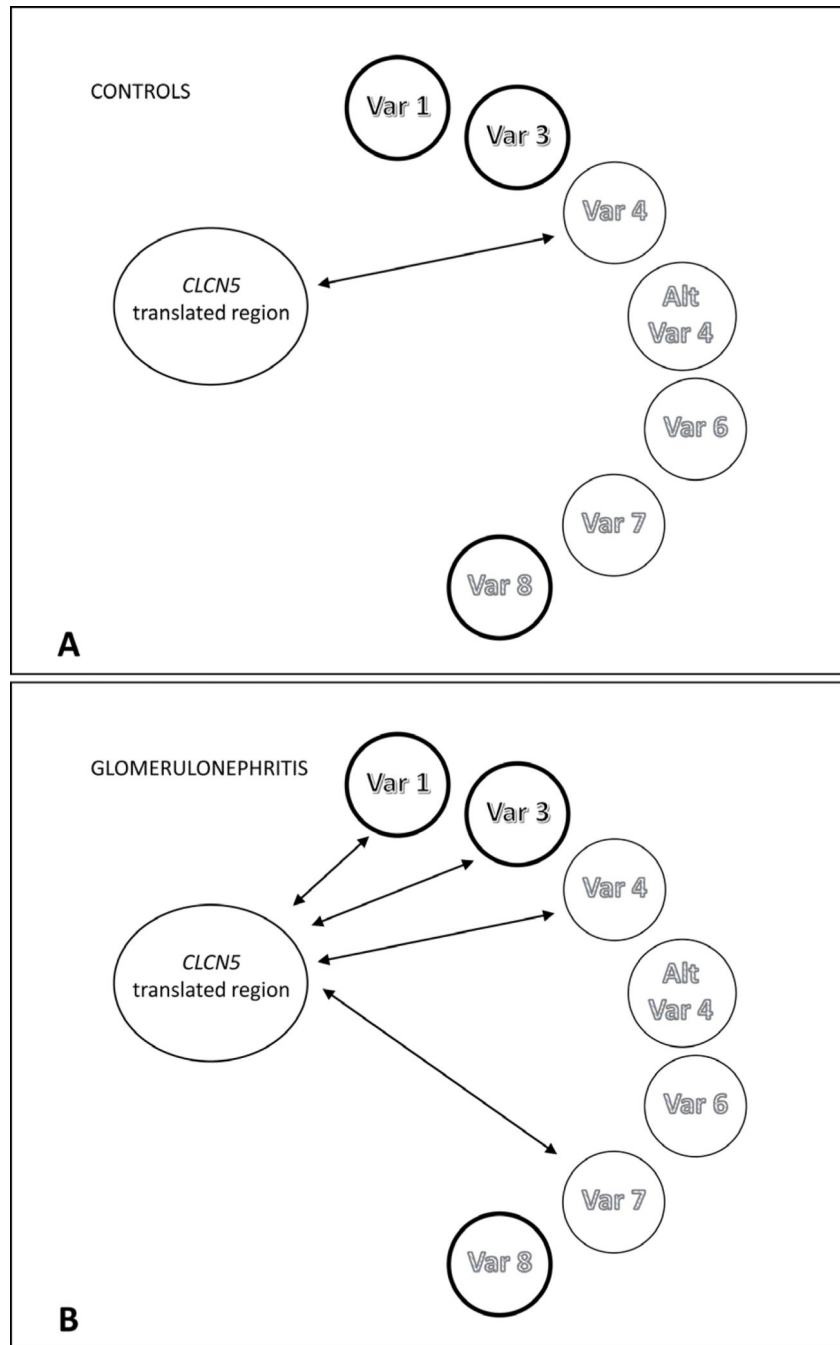 CONTROLS
Var 1
Var 3
Var 4
CLCN5
translated region
Alt
Var 4
Var 6
Var 7
Var 8
A
GLOMERULONEPHRITIS
Var 1
Var 3
Var 4
CLCN5
translated region
Alt
Var 4
Var 6
Var 7
Var 8
B